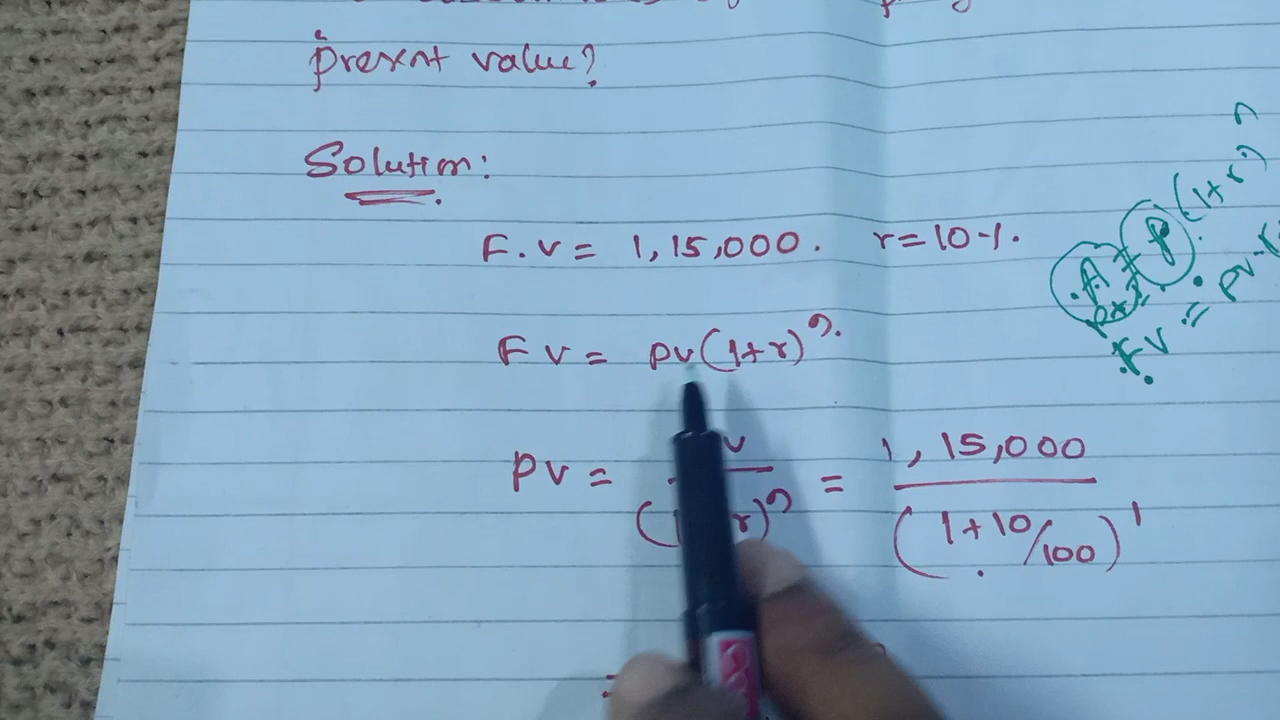 present value?
Solution:
F.V = 1,15,000. r = 10%.
FV = PV(1+r)^n.
PV = V/(r)^n = 1,15,000/(1+10/100)^1
A = P(1+r)^n
FV = PV